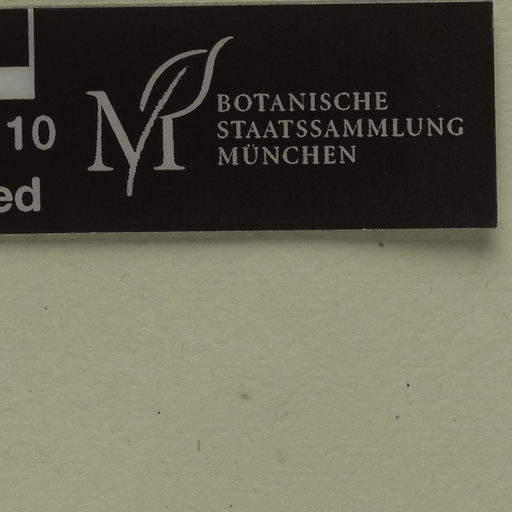 10
ed
BOTANISCHE
STAATSSAMMLUNG
MÜNCHEN